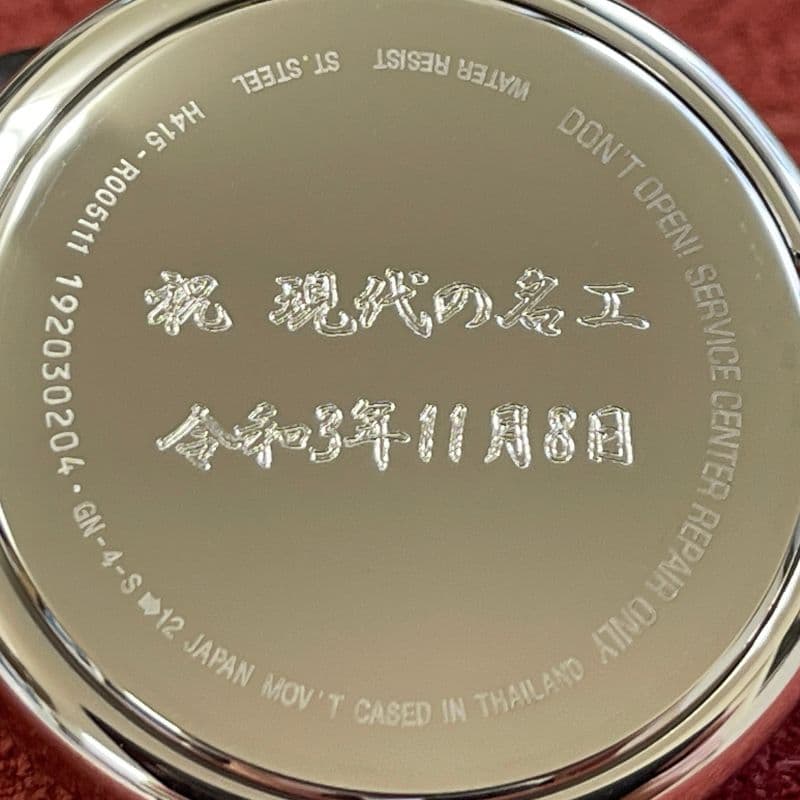 祝 現代の名工
令和3年11月8日
WATER RESIST ST.STEEL
H415-R005111 192030204・GN-4-S➡12 JAPAN MOV'T CASED IN THAILAND
DON'T OPEN! SERVICE CENTER REPAIR ONLY